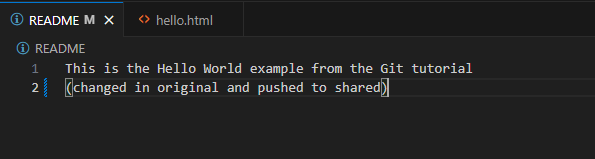 README M
hello.html
README
1 This is the Hello World example from the Git tutorial
2 (changed in original and pushed to shared)